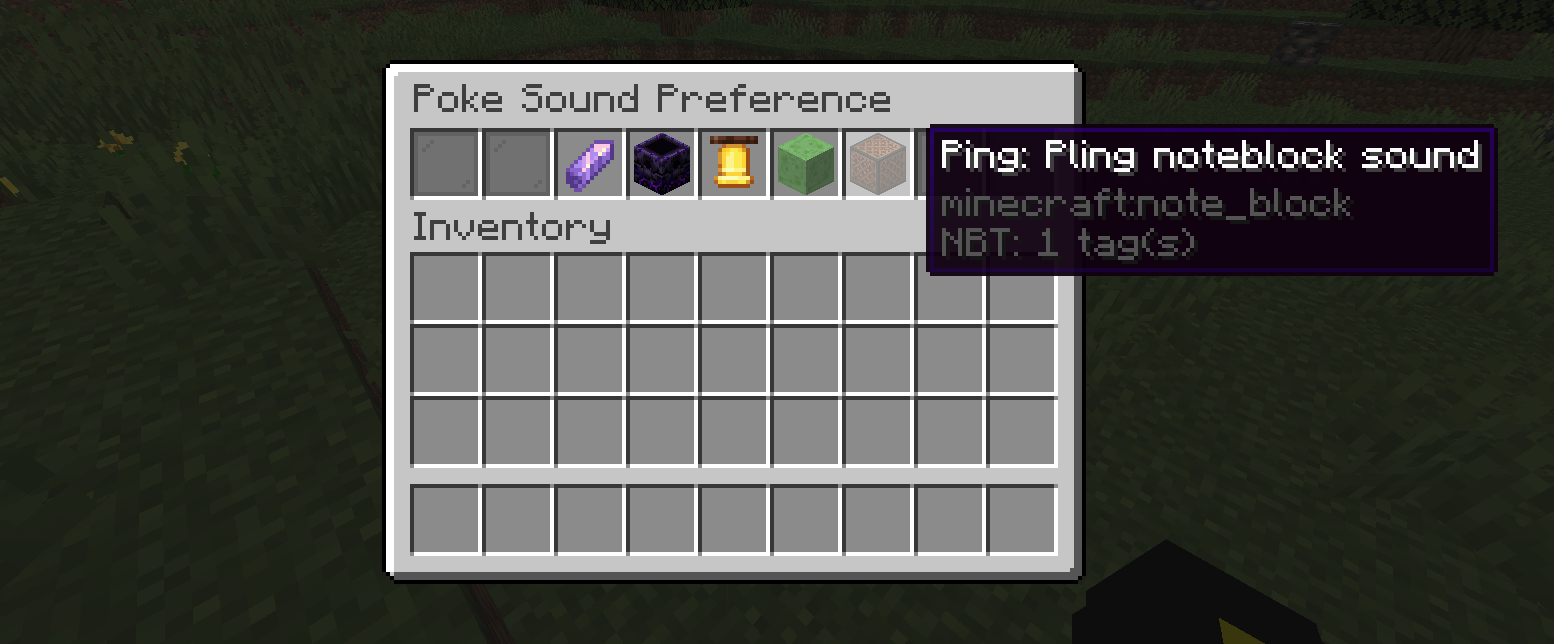 Poke Sound Preference
Ping: Pling noteblock sound
minecraft:note_block
NBT: 1 tag(s)
Inventory